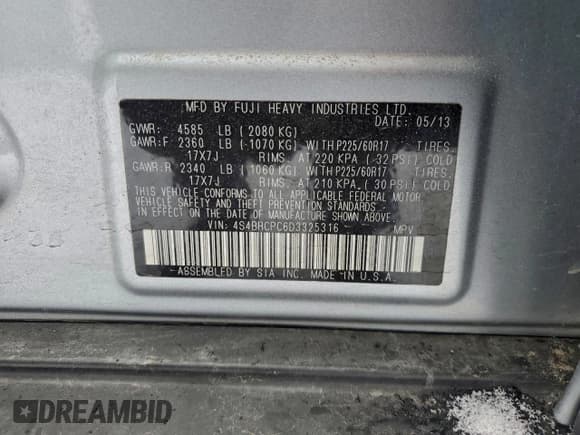 MFD BY FUJI HEAVY INDUSTRIES LTD.
DATE: 05/13
GVWR: 4585 LB ( 2080 KG)
GAWR:F 2360 LB (-1070 KG) WITH P225/60R17 TIRES,
17X7J RIMS, AT 220 KPA (-32 PSI) COLD
GAWR:R 2340 LB (1060 KG) WITH P225/60R17 TIRES,
17X7J RIMS, AT 210 KPA ( 30 PSI) COLD
THIS VEHICLE CONFORMS TO ALL APPLICABLE FEDERAL MOTOR
VEHICLE SAFETY AND THEFT PREVENTION STANDARDS IN EFFECT ON THE
DATE OF MANUFACTURE SHOWN ABOVE.
VIN: 4S4BRCPC6D3325316 MPV
ASSEMBLED BY SIA INC. MADE IN U.S.A.
DREAMBID